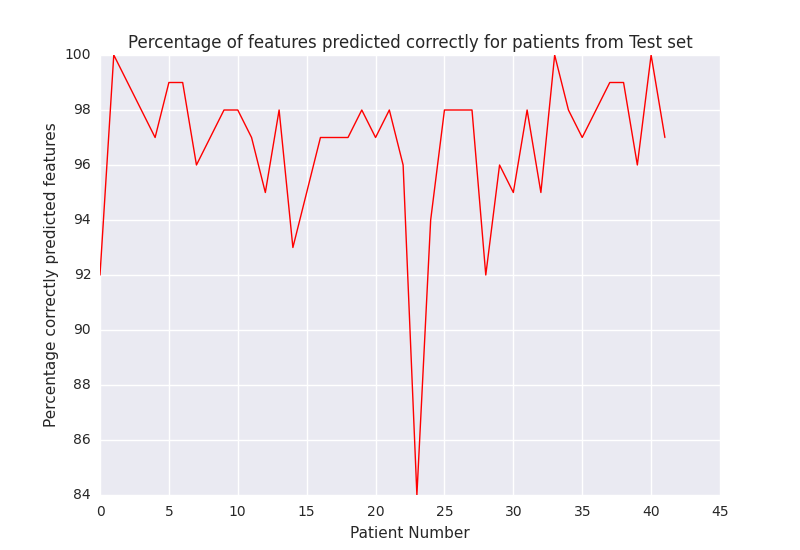 Percentage of features predicted correctly for patients from Test set
100
98
96
94
92
90
88
86
84
Percentage correctly predicted features
0 5 10 15 20 25 30 35 40 45
Patient Number